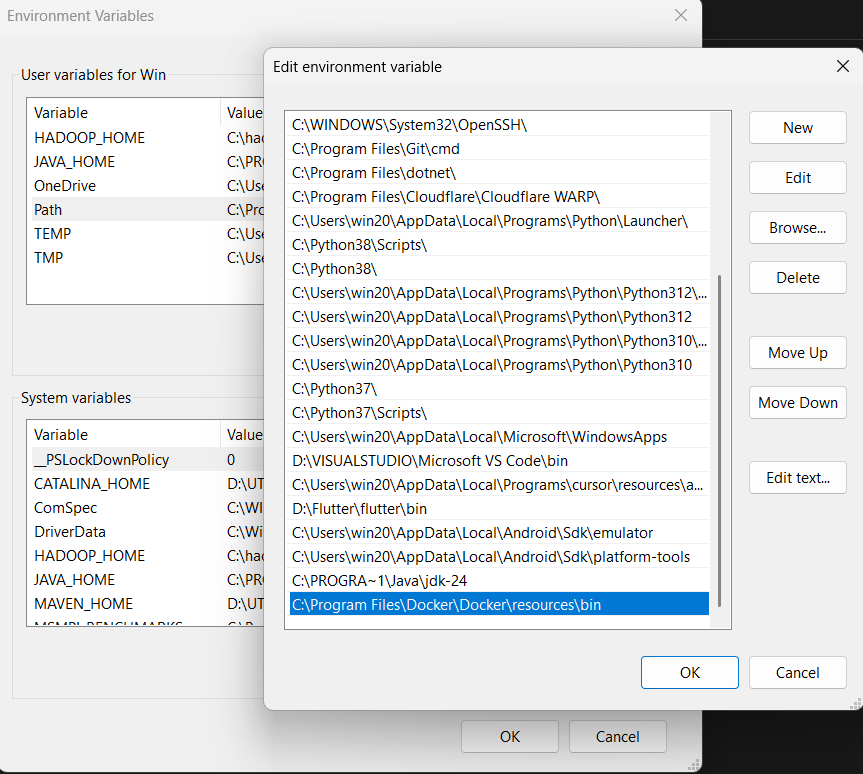 Environment Variables
User variables for Win
Variable Value
HADOOP_HOME C:\had
JAVA_HOME C:\PR
OneDrive C:\Use
Path C:\Pro
TEMP C:\Use
TMP C:\Use
System variables
Variable Value
__PSLockDownPolicy 0
CATALINA_HOME D:\UT
ComSpec C:\WI
DriverData C:\Wi
HADOOP_HOME C:\had
JAVA_HOME C:\PR
MAVEN_HOME D:\UT
OK Cancel
Edit environment variable
C:\WINDOWS\System32\OpenSSH\
C:\Program Files\Git\cmd
C:\Program Files\dotnet\
C:\Program Files\Cloudflare\Cloudflare WARP\
C:\Users\win20\AppData\Local\Programs\Python\Launcher\
C:\Python38\Scripts\
C:\Python38\
C:\Users\win20\AppData\Local\Programs\Python\Python312\...
C:\Users\win20\AppData\Local\Programs\Python\Python312
C:\Users\win20\AppData\Local\Programs\Python\Python310\...
C:\Users\win20\AppData\Local\Programs\Python\Python310
C:\Python37\
C:\Python37\Scripts\
C:\Users\win20\AppData\Local\Microsoft\WindowsApps
D:\VISUALSTUDIO\Microsoft VS Code\bin
C:\Users\win20\AppData\Local\Programs\cursor\resources\a...
D:\Flutter\flutter\bin
C:\Users\win20\AppData\Local\Android\Sdk\emulator
C:\Users\win20\AppData\Local\Android\Sdk\platform-tools
C:\PROGRA~1\Java\jdk-24
C:\Program Files\Docker\Docker\resources\bin
New
Edit
Browse...
Delete
Move Up
Move Down
Edit text...
OK Cancel